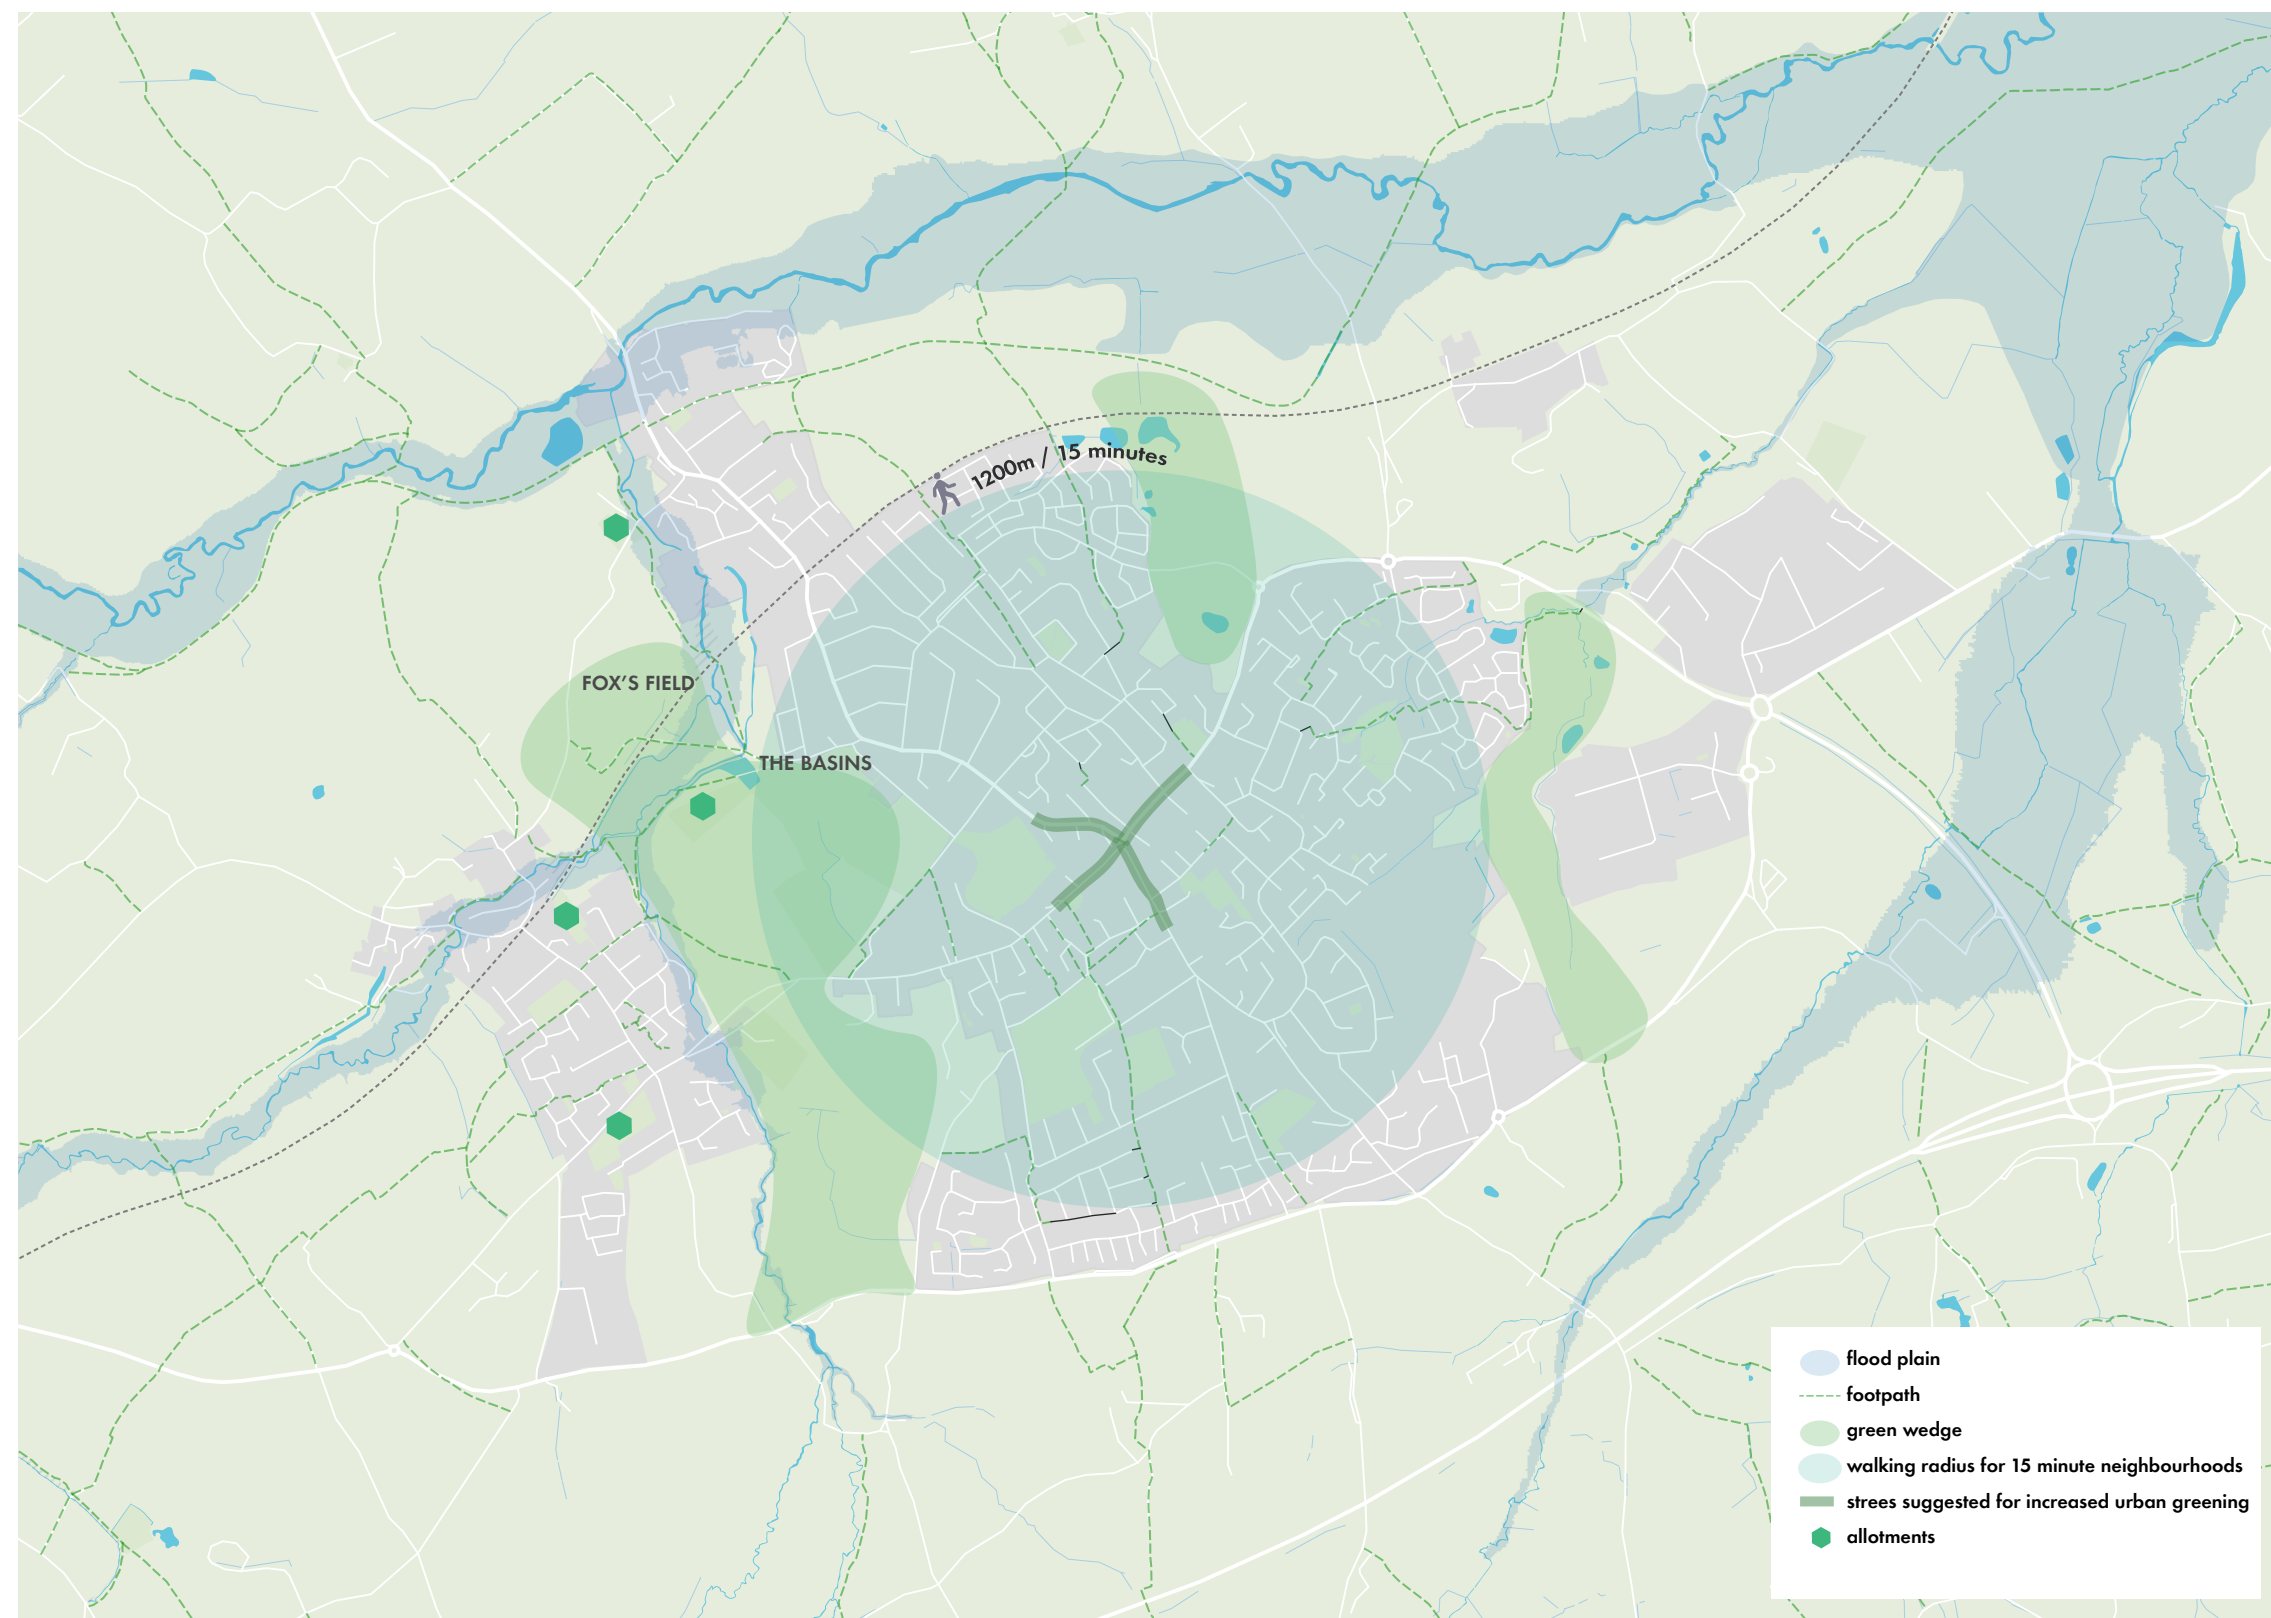 1200m / 15 minutes
FOX'S FIELD
THE BASINS
flood plain
footpath
green wedge
walking radius for 15 minute neighbourhoods
strees suggested for increased urban greening
allotments